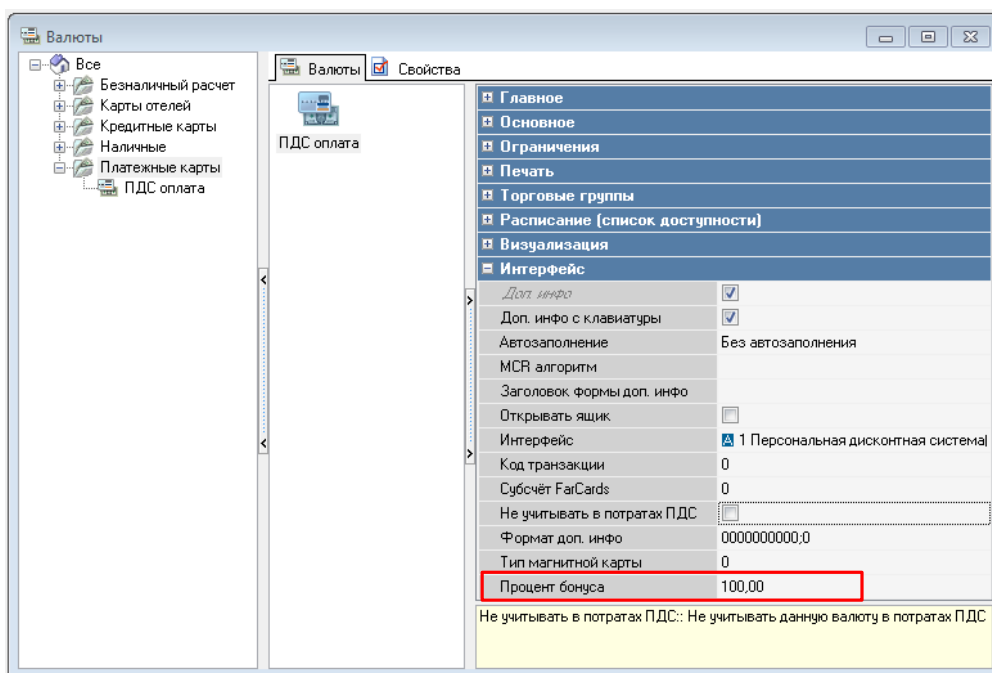 Валюты
Все
Безналичный расчет
Карты отелей
Кредитные карты
Наличные
Платежные карты
ПДС оплата
Валюты Свойства
ПДС оплата
Главное
Основное
Ограничения
Печать
Торговые группы
Расписание (список доступности)
Визуализация
Интерфейс
Доп. инфо
Доп. инфо с клавиатуры
Автозаполнение Без автозаполнения
MCR алгоритм
Заголовок формы доп. инфо
Открывать ящик
Интерфейс A 1 Персональная дисконтная система(
Код транзакции 0
Субсчёт FarCards 0
Не учитывать в потратах ПДС
Формат доп. инфо 0000000000;0
Тип магнитной карты 0
Процент бонуса 100,00
Не учитывать в потратах ПДС:: Не учитывать данную валюту в потратах ПДС